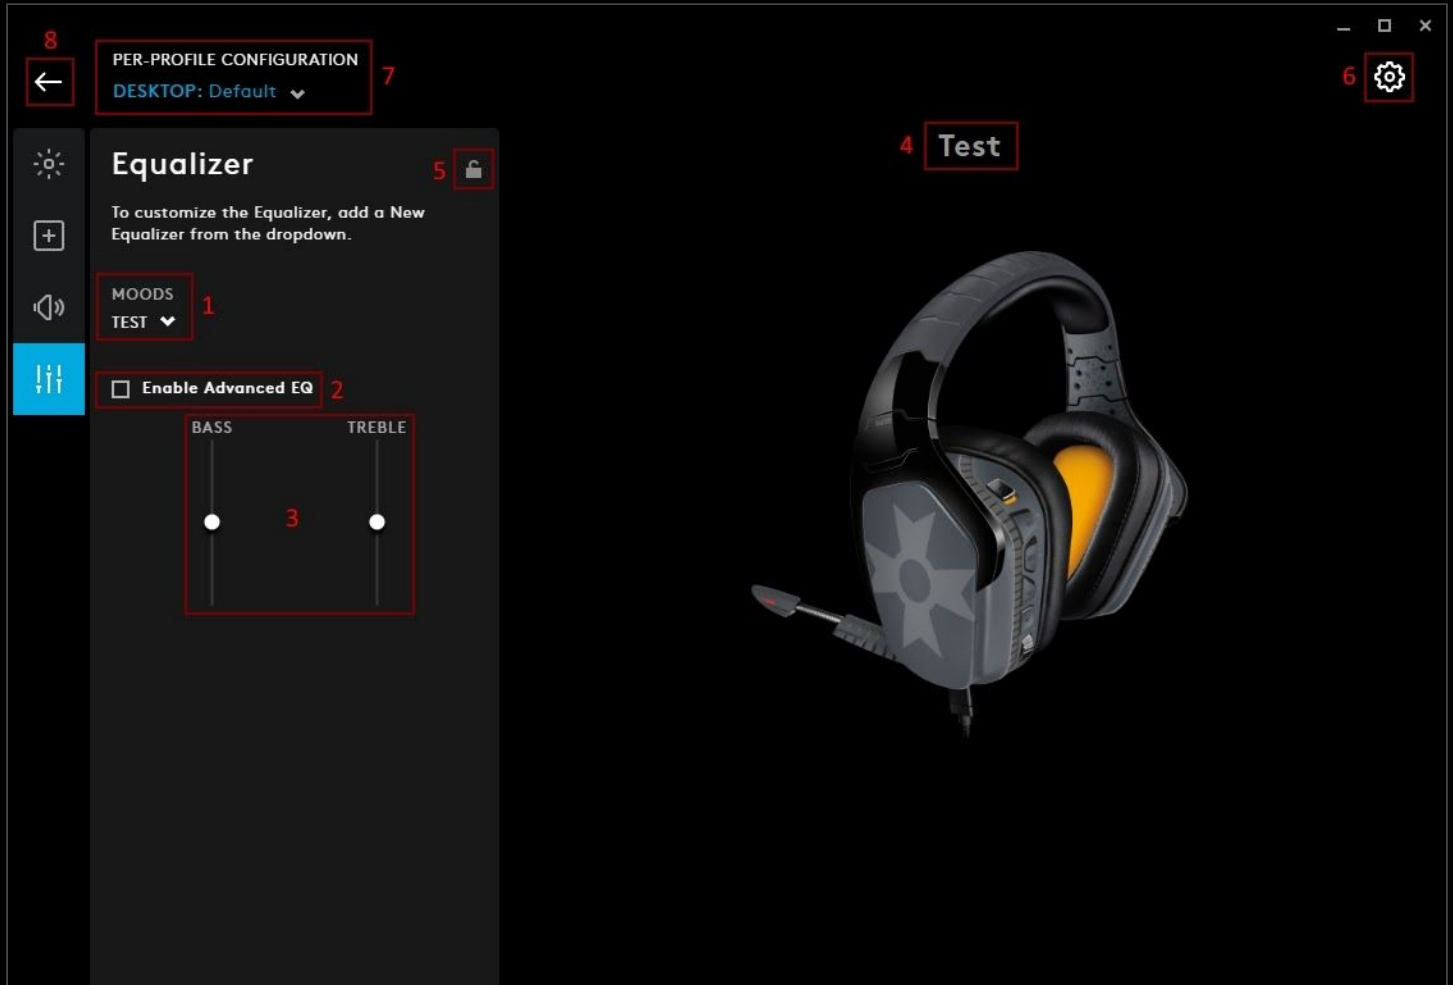 8
PER-PROFILE CONFIGURATION
7
DESKTOP: Default
6
4
Test
Equalizer
5
To customize the Equalizer, add a New
Equalizer from the dropdown.
MOODS
1
TEST
Enable Advanced EQ
2
BASS
TREBLE
3